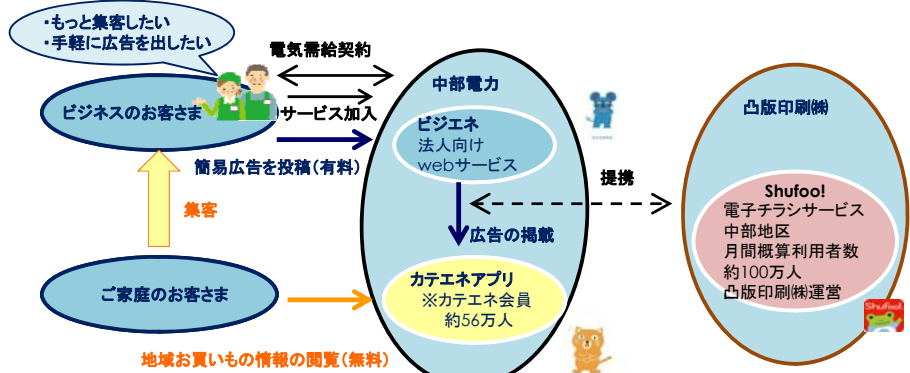 ・もっと集客したい
・手軽に広告を出したい
電気需給契約
ビジネスのお客さま
サービス加入
簡易広告を投稿（有料）
集客
ご家庭のお客さま
地域お買いもの情報の閲覧（無料）
中部電力
ビジエネ
法人向け
webサービス
広告の掲載
カテエネアプリ
※カテエネ会員
約56万人
提携
凸版印刷㈱
Shufoo!
電子チラシサービス
中部地区
月間概算利用者数
約100万人
凸版印刷㈱運営
Shufoo!